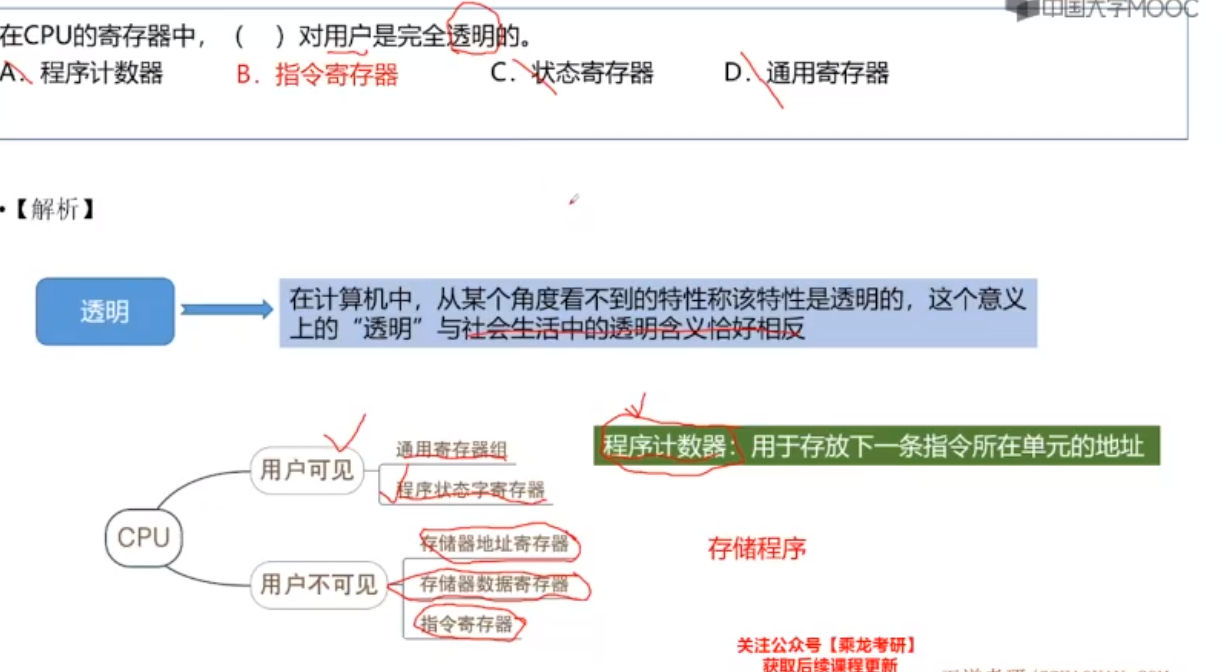 中国大学MOOC
在CPU的寄存器中，（ ）对用户是完全透明的。
A. 程序计数器 B. 指令寄存器 C. 状态寄存器 D. 通用寄存器
•【解析】
透明
在计算机中，从某个角度看不到的特性称该特性是透明的，这个意义
上的“透明”与社会生活中的透明含义恰好相反
程序计数器：用于存放下一条指令所在单元的地址
CPU
用户可见
通用寄存器组
程序状态字寄存器
用户不可见
存储器地址寄存器
存储器数据寄存器
指令寄存器
存储程序
关注公众号【乘龙考研】
获取后续课程更新